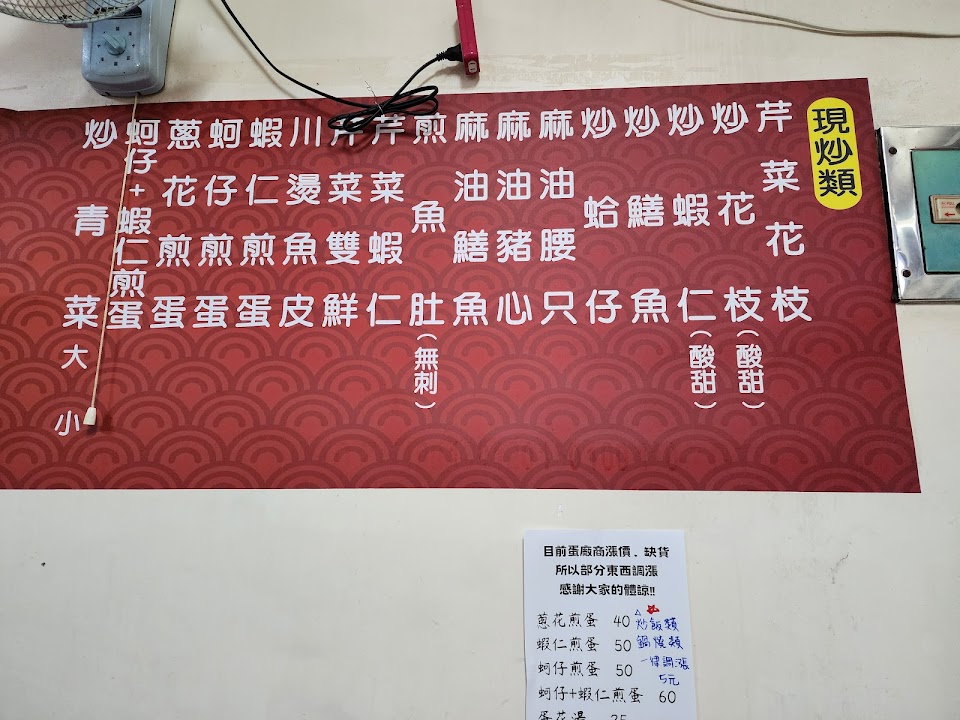 現炒類
芹菜花枝
炒花枝(酸甜)
炒蝦仁(酸甜)
炒鱔魚
炒蛤仔
麻油腰只
麻油豬心
麻油鱔魚
煎魚肚(無刺)
芹菜蝦仁
芹菜雙鮮
川燙魚皮
蝦仁煎蛋
蚵仔煎蛋
蔥花煎蛋
蚵仔+蝦仁煎蛋
炒青菜 大 小
目前蛋廠商漲價.缺貨
所以部分東西調漲
感謝大家的體諒!!
蔥花煎蛋 40
蝦仁煎蛋 50
蚵仔煎蛋 50
蚵仔+蝦仁煎蛋 60
蛋花湯 25
△炒飯類
鍋燒類
一律調漲
5元